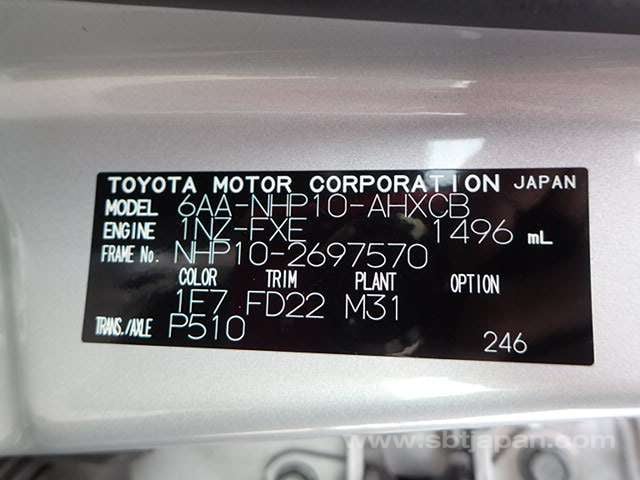 TOYOTA MOTOR CORPORATION JAPAN
MODEL 6AA-NHP10-AHXCB
ENGINE 1NZ-FXE 1496 mL
FRAME No. NHP10-2697570
COLOR TRIM PLANT OPTION
1F7 FD22 M31
TRANS./AXLE P510 246
www.sbtjapan.com